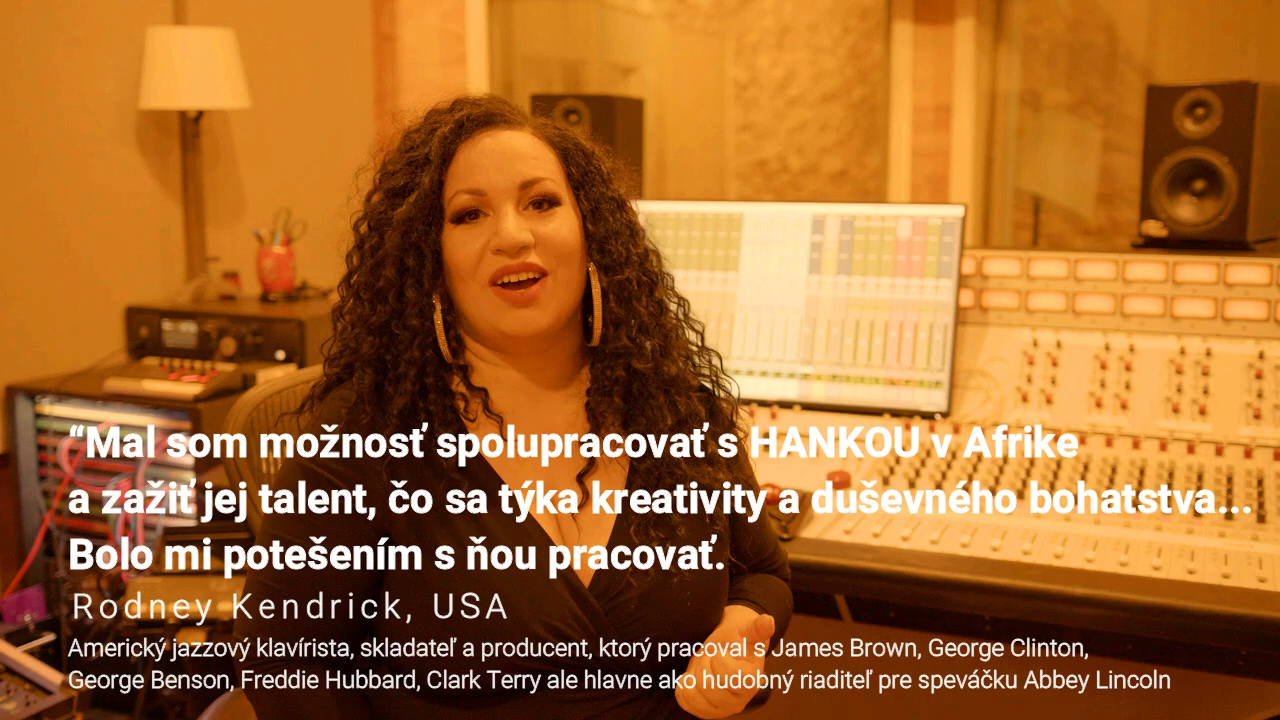 “Mal som možnosť spolupracovať s HANKOU v Afrike
a zažiť jej talent, čo sa týka kreativity a duševného bohatstva...
Bolo mi potešením s ňou pracovať.
Rodney Kendrick, USA
Americký jazzový klavírista, skladateľ a producent, ktorý pracoval s James Brown, George Clinton,
George Benson, Freddie Hubbard, Clark Terry ale hlavne ako hudobný riaditeľ pre speváčku Abbey Lincoln